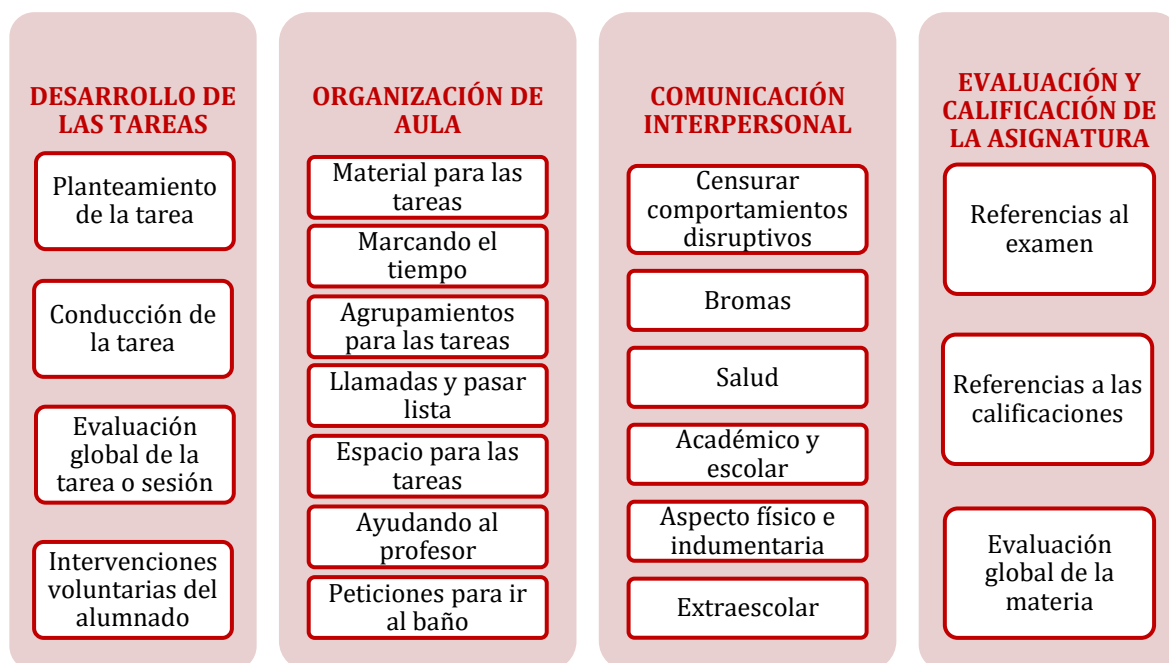 DESARROLLO DE
LAS TAREAS
Planteamiento
de la tarea
Conducción de
la tarea
Evaluación
global de la
tarea o sesión
Intervenciones
voluntarias del
alumnado
ORGANIZACIÓN DE
AULA
Material para las
tareas
Marcando el
tiempo
Agrupamientos
para las tareas
Llamadas y pasar
lista
Espacio para las
tareas
Ayudando al
profesor
Peticiones para ir
al baño
COMUNICACIÓN
INTERPERSONAL
Censurar
comportamientos
disruptivos
Bromas
Salud
Académico y
escolar
Aspecto físico e
indumentaria
Extraescolar
EVALUACIÓN Y
CALIFICACIÓN DE
LA ASIGNATURA
Referencias al
examen
Referencias a las
calificaciones
Evaluación
global de la
materia